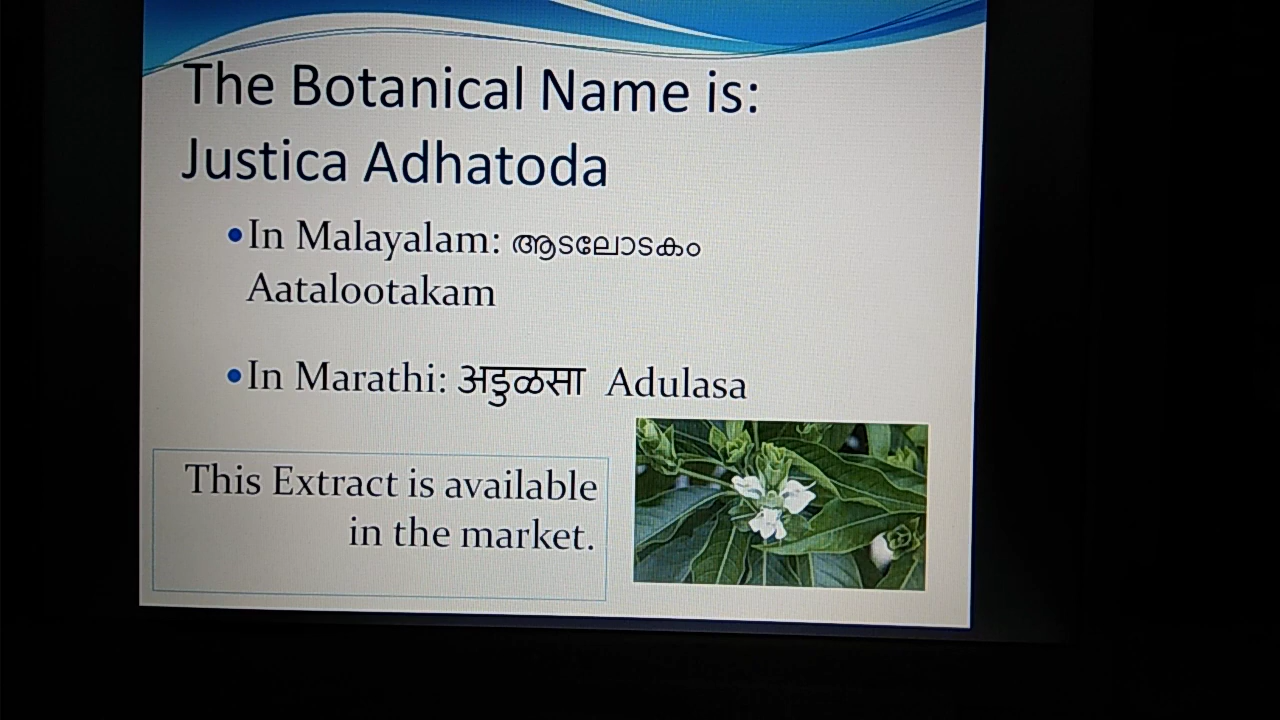 The Botanical Name is:
Justica Adhatoda
•In Malayalam: ആടലോടകം
Aatalootakam
•In Marathi: अडुळसा Adulasa
This Extract is available
in the market.